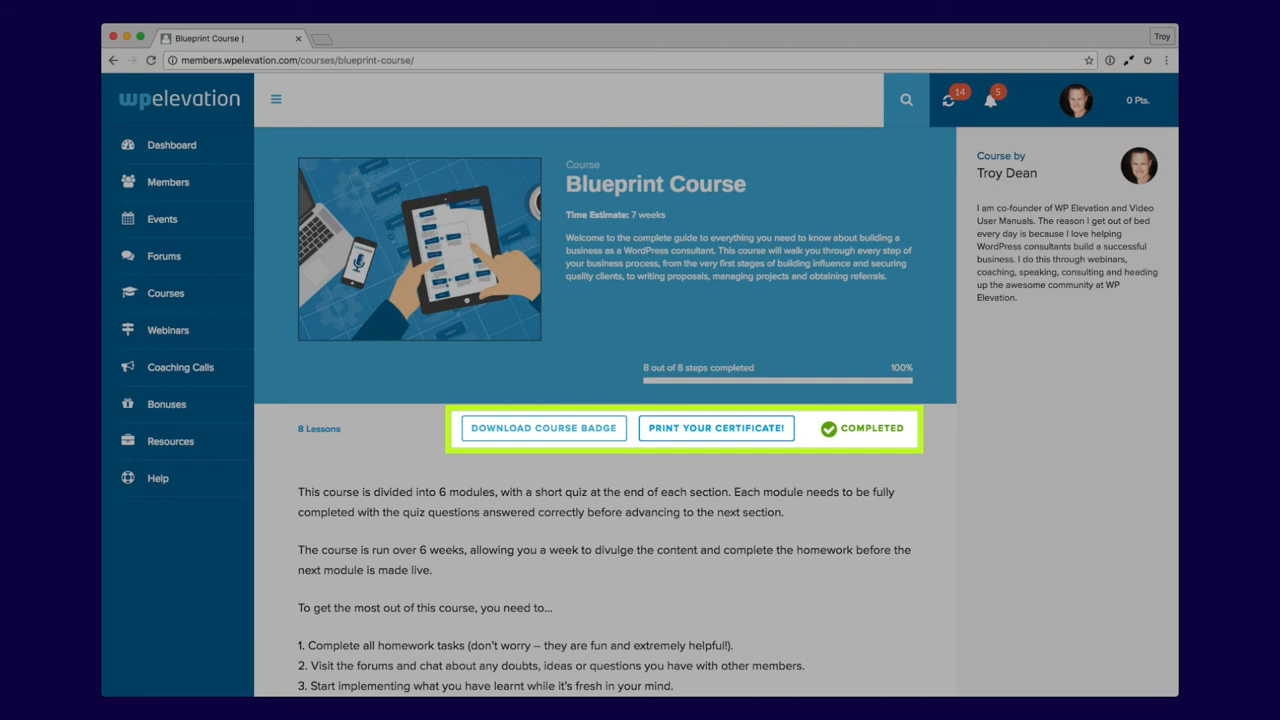 Blueprint Course |
Troy
members.wpelevation.com/courses/blueprint-course/
wpelevation
14
5
0 Pts.
Dashboard
Members
Events
Forums
Courses
Webinars
Coaching Calls
Bonuses
Resources
Help
Course
Blueprint Course
Time Estimate: 7 weeks
Welcome to the complete guide to everything you need to know about building a
business as a WordPress consultant. This course will walk you through every step of
your business process, from the very first stages of building influence and securing
quality clients, to writing proposals, managing projects and obtaining referrals.
8 out of 8 steps completed 100%
Course by
Troy Dean
I am co-founder of WP Elevation and Video
User Manuals. The reason I get out of bed
every day is because I love helping
WordPress consultants build a successful
business. I do this through webinars,
coaching, speaking, consulting and heading
up the awesome community at WP
Elevation.
8 Lessons
DOWNLOAD COURSE BADGE
PRINT YOUR CERTIFICATE!
COMPLETED
This course is divided into 6 modules, with a short quiz at the end of each section. Each module needs to be fully
completed with the quiz questions answered correctly before advancing to the next section.
The course is run over 6 weeks, allowing you a week to divulge the content and complete the homework before the
next module is made live.
To get the most out of this course, you need to...
1. Complete all homework tasks (don't worry – they are fun and extremely helpful!).
2. Visit the forums and chat about any doubts, ideas or questions you have with other members.
3. Start implementing what you have learnt while it's fresh in your mind.